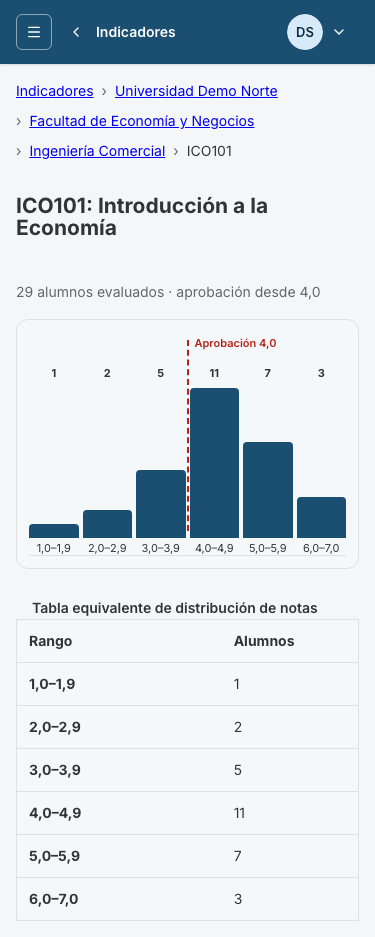 Indicadores
DS
Indicadores › Universidad Demo Norte
› Facultad de Economía y Negocios
› Ingeniería Comercial › ICO101
ICO101: Introducción a la
Economía
29 alumnos evaluados · aprobación desde 4,0
Aprobación 4,0
1 2 5 11 7 3
1,0–1,9 2,0–2,9 3,0–3,9 4,0–4,9 5,0–5,9 6,0–7,0
Tabla equivalente de distribución de notas
Rango Alumnos
1,0–1,9 1
2,0–2,9 2
3,0–3,9 5
4,0–4,9 11
5,0–5,9 7
6,0–7,0 3